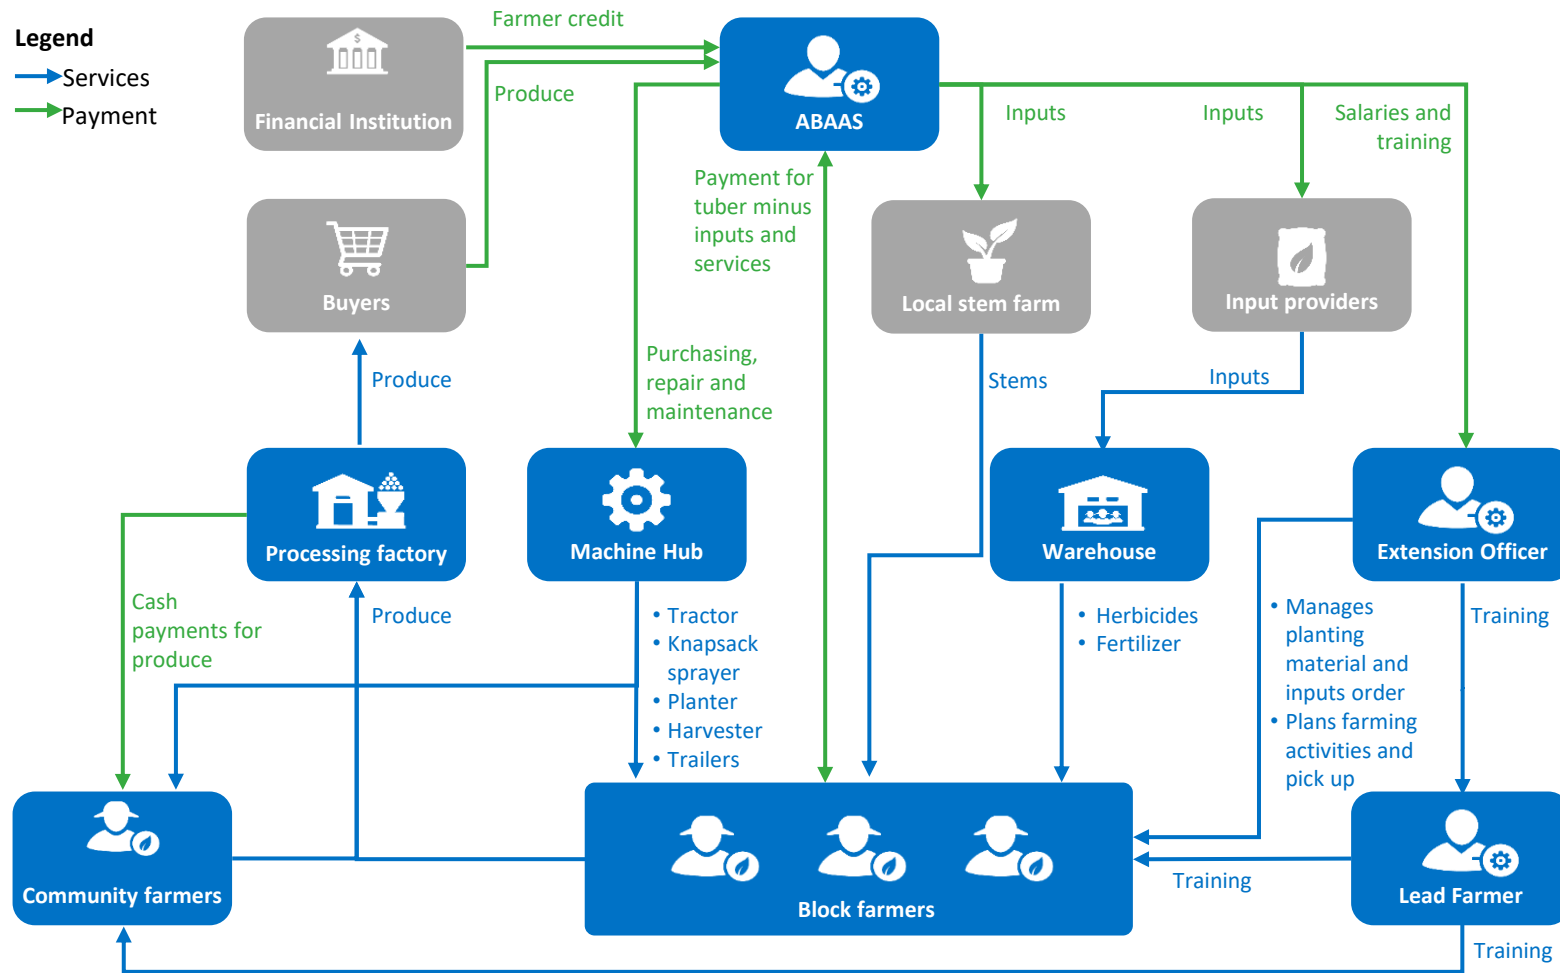 Legend
Services
Payment
Financial Institution
Farmer credit
Produce
ABAAS
Inputs
Inputs
Salaries and
training
Buyers
Payment for
tuber minus
inputs and
services
Local stem farm
Input providers
Produce
Purchasing,
repair and
maintenance
Stems
Inputs
Processing factory
Machine Hub
Warehouse
Extension Officer
Cash
payments for
produce
Produce
• Tractor
• Knapsack
sprayer
• Planter
• Harvester
• Trailers
• Herbicides
• Fertilizer
• Manages
planting
material and
inputs order
• Plans farming
activities and
pick up
Training
Community farmers
Block farmers
Training
Lead Farmer
Training